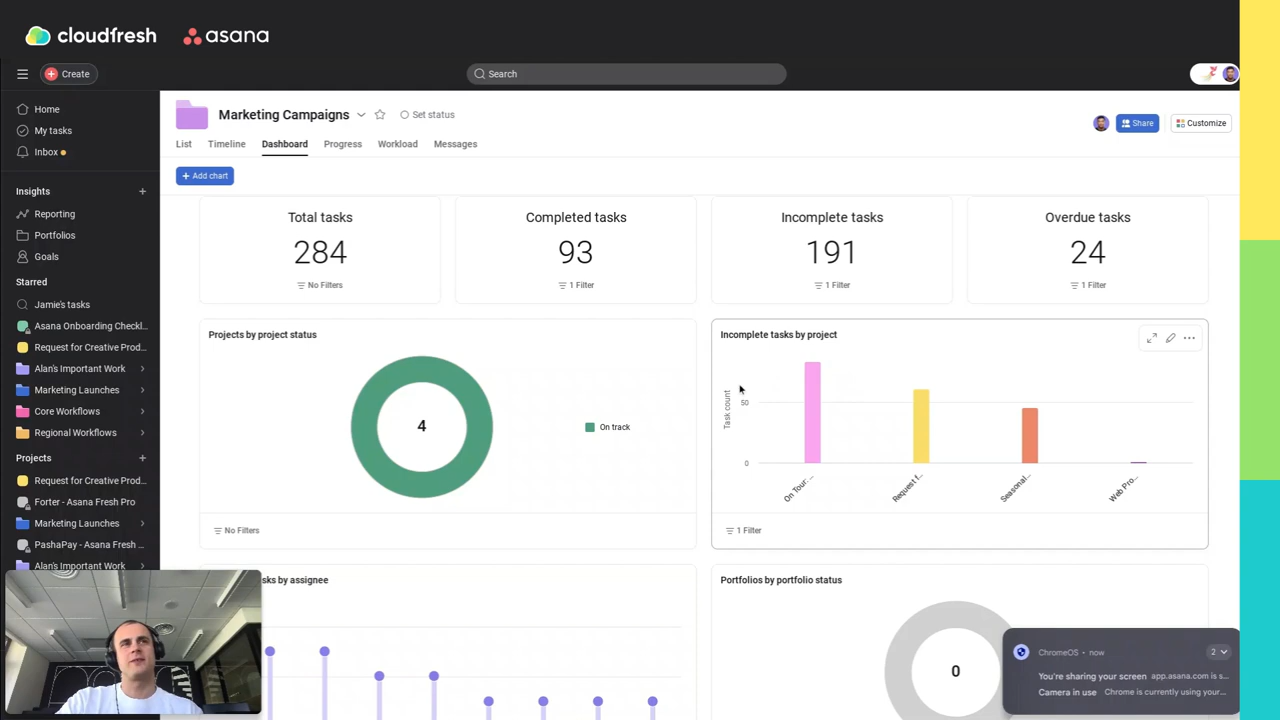 cloudfresh asana
Create
Search
Home
My tasks
Inbox
Insights
Reporting
Portfolios
Goals
Starred
Jamie's tasks
Asana Onboarding Checkl...
Request for Creative Prod...
Alan's Important Work
Marketing Launches
Core Workflows
Regional Workflows
Projects
Request for Creative Prod...
Forter - Asana Fresh Pro
Marketing Launches
PashaPay - Asana Fresh ...
Alan's Important Work
Marketing Campaigns
Set status
Share
Customize
List Timeline Dashboard Progress Workload Messages
Add chart
Total tasks
284
No Filters
Completed tasks
93
1 Filter
Incomplete tasks
191
1 Filter
Overdue tasks
24
1 Filter
Projects by project status
4
On track
No Filters
Incomplete tasks by project
Task count
50
0
On Tour:...
Request f...
Seasonal...
Web Pro...
1 Filter
sks by assignee
Portfolios by portfolio status
0
ChromeOS • now
2
You're sharing your screen app.asana.com is s...
Camera in use Chrome is currently using your...